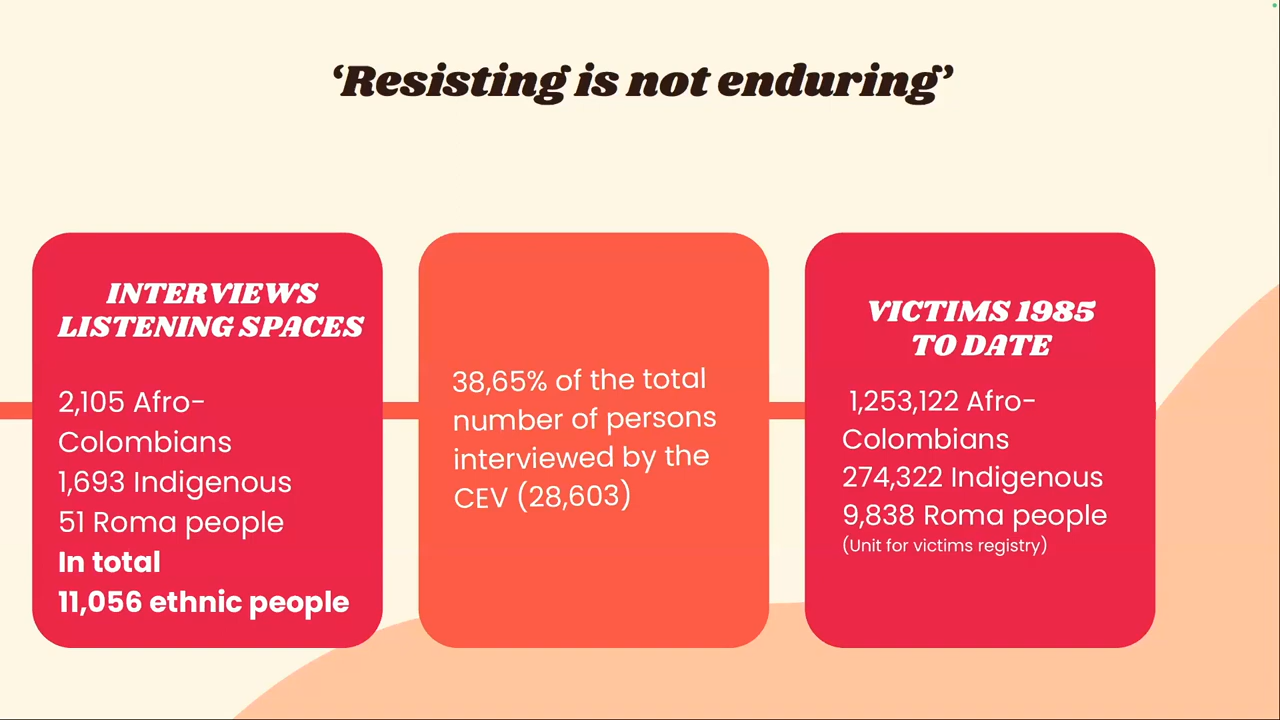 ‘Resisting is not enduring’
INTERVIEWS
LISTENING SPACES
2,105 Afro-
Colombians
1,693 Indigenous
51 Roma people
In total
11,056 ethnic people
38,65% of the total
number of persons
interviewed by the
CEV (28,603)
VICTIMS 1985
TO DATE
1,253,122 Afro-
Colombians
274,322 Indigenous
9,838 Roma people
(Unit for victims registry)